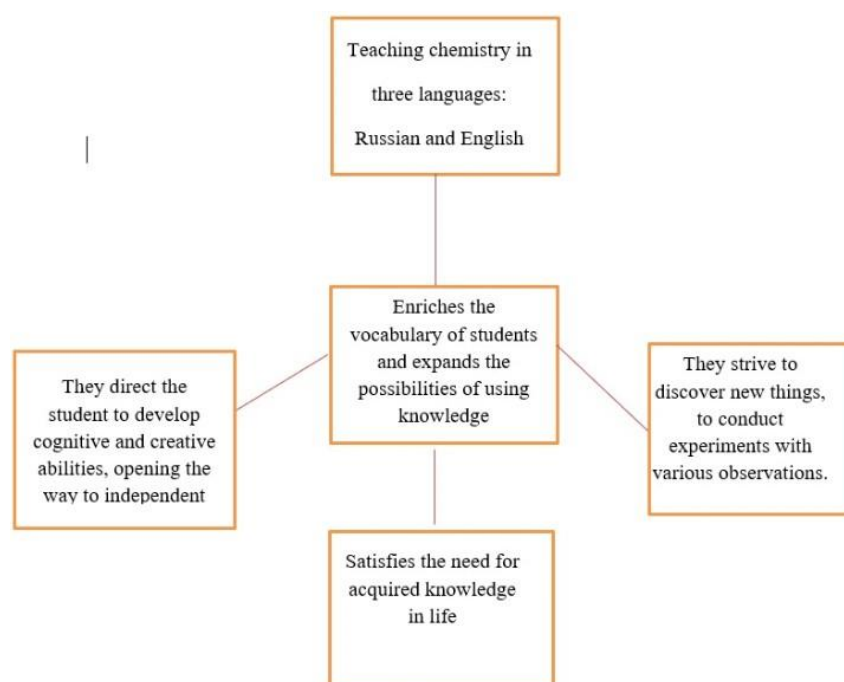 Teaching chemistry in
three languages:
Russian and English
Enriches the
vocabulary of students
and expands the
possibilities of using
knowledge
They direct the
student to develop
cognitive and creative
abilities, opening the
way to independent
They strive to
discover new things,
to conduct
experiments with
various observations.
Satisfies the need for
acquired knowledge
in life